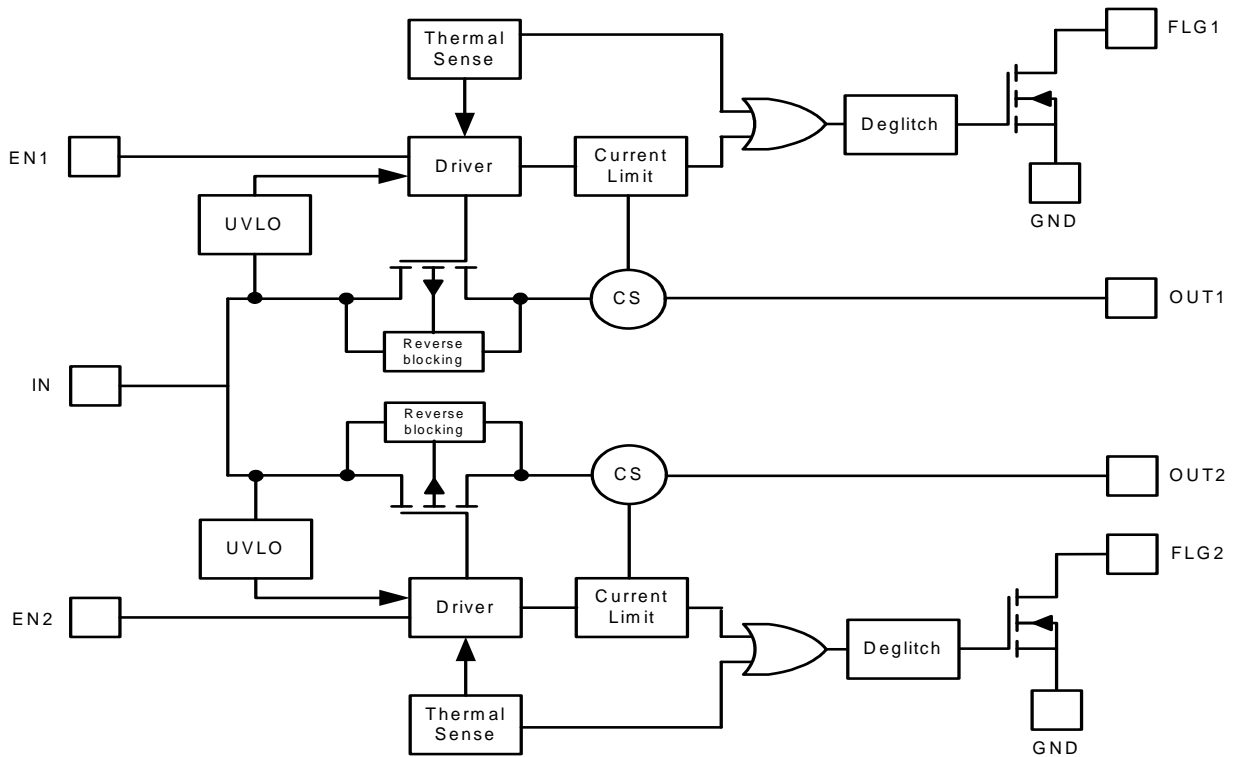 Thermal
Sense
FLG1
Deglitch
EN1
Driver
Current
Limit
GND
UVLO
CS
OUT1
Reverse
blocking
IN
Reverse
blocking
CS
OUT2
UVLO
FLG2
EN2
Driver
Current
Limit
Deglitch
Thermal
Sense
GND